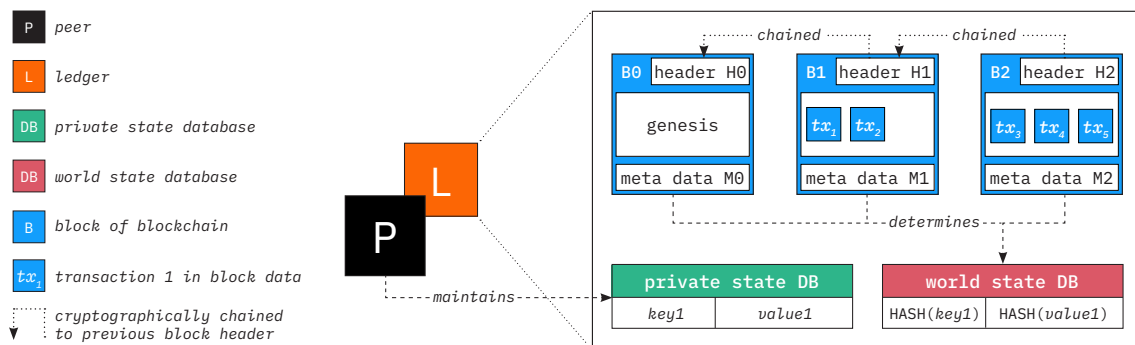 P peer
L ledger
DB private state database
DB world state database
B block of blockchain
tx1 transaction 1 in block data
cryptographically chained
to previous block header
L
P
maintains
chained
chained
B0 header H0
genesis
meta data M0
B1 header H1
tx1 tx2
meta data M1
B2 header H2
tx3 tx4 tx5
meta data M2
determines
private state DB
key1 value1
world state DB
HASH(key1) HASH(value1)